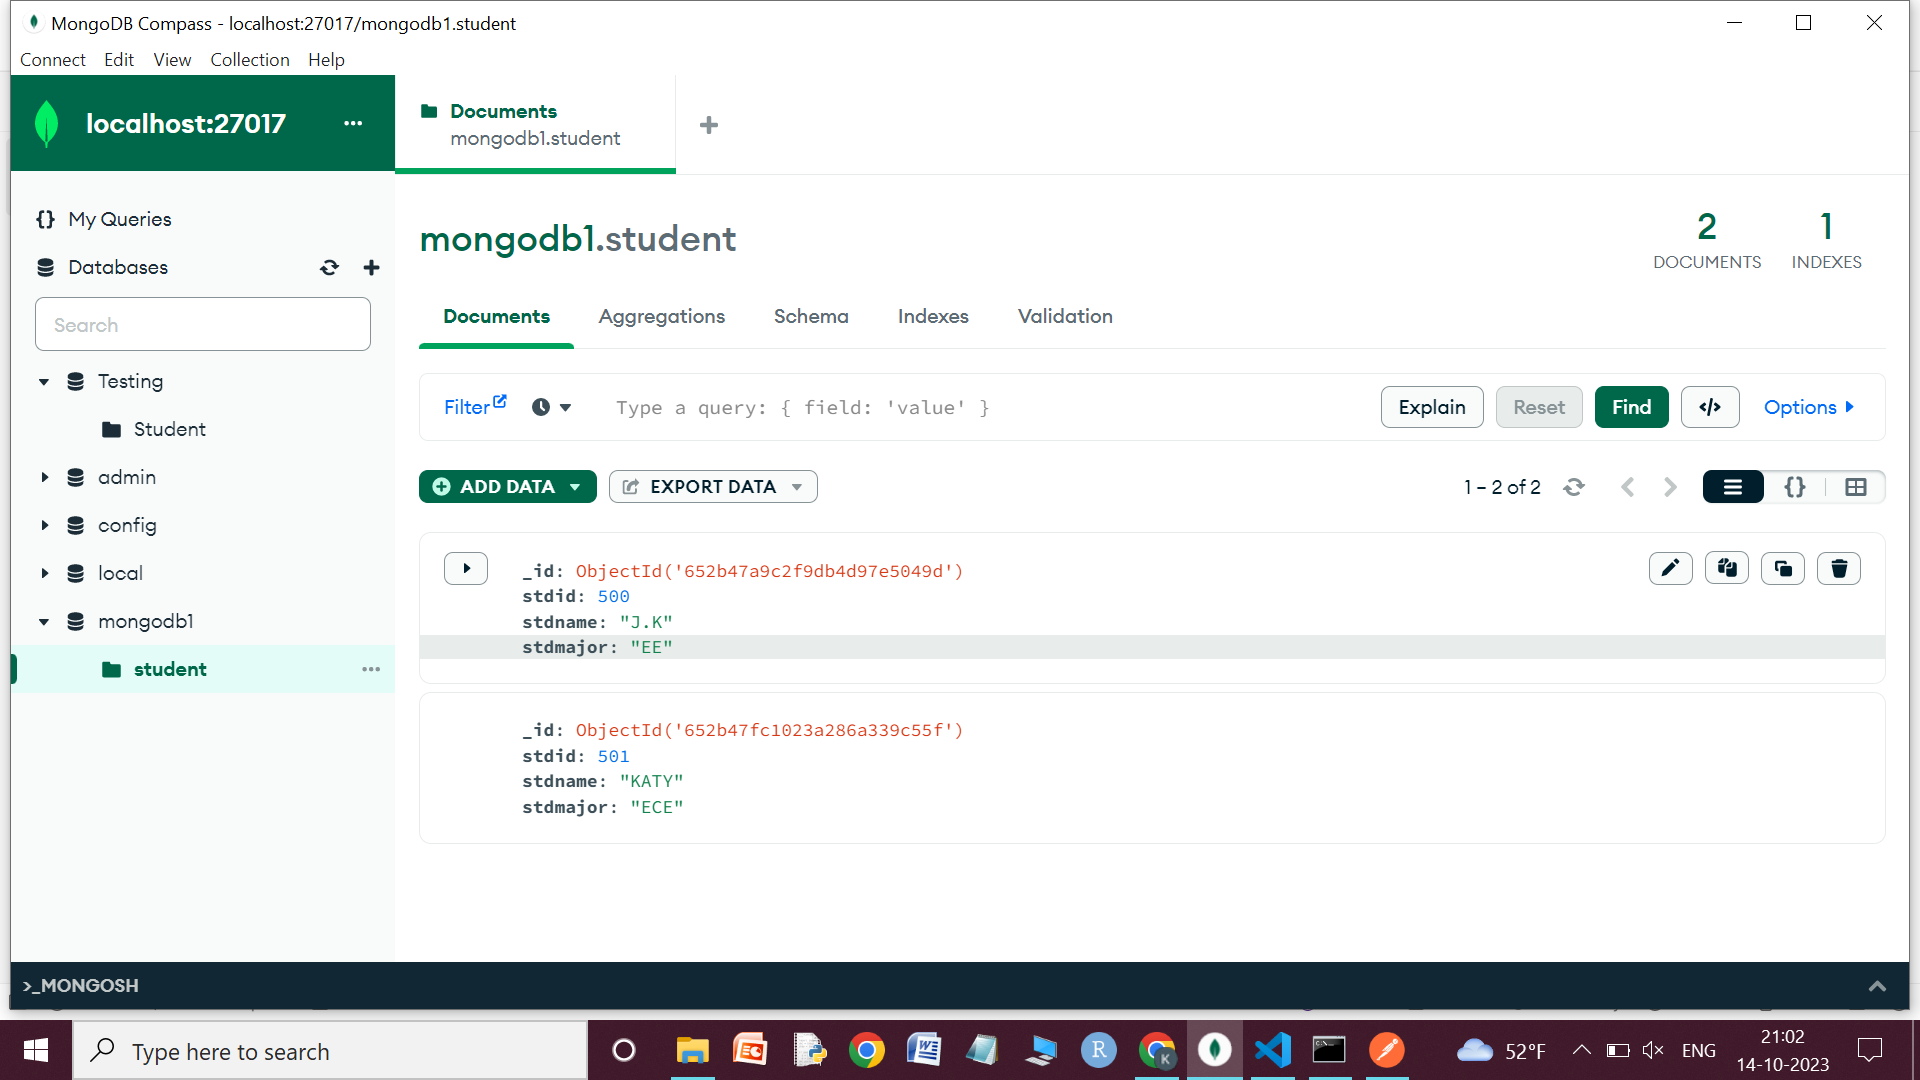 MongoDB Compass - localhost:27017/mongodb1.student
Connect Edit View Collection Help
localhost:27017 ...
Documents
mongodb1.student
+
{} My Queries
Databases
Search
Testing
Student
admin
config
local
mongodb1
student ...
mongodb1.student
2 DOCUMENTS
1 INDEXES
Documents Aggregations Schema Indexes Validation
Filter Type a query: { field: 'value' } Explain Reset Find </> Options
ADD DATA EXPORT DATA 1 – 2 of 2 {}
_id: ObjectId('652b47a9c2f9db4d97e5049d')
stdid: 500
stdname: "J.K"
stdmajor: "EE"
_id: ObjectId('652b47fc1023a286a339c55f')
stdid: 501
stdname: "KATY"
stdmajor: "ECE"
>_MONGOSH
Type here to search
52°F ENG
21:02
14-10-2023